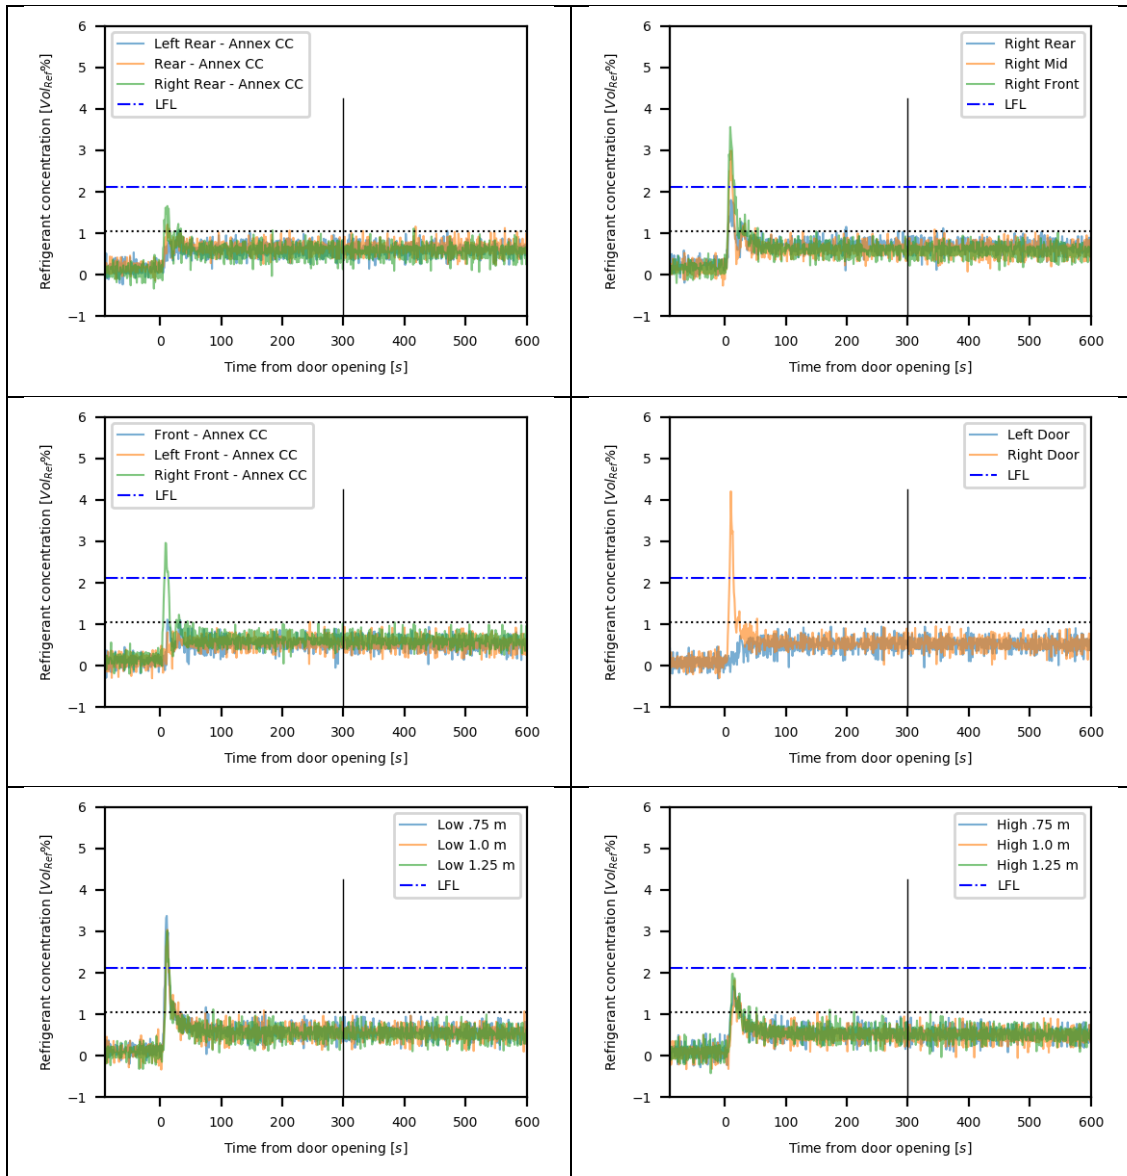 6
5
4
3
2
1
0
−1
Refrigerant concentration [Vol_Ref%]
Left Rear - Annex CC
Rear - Annex CC
Right Rear - Annex CC
LFL
0 100 200 300 400 500 600
Time from door opening [s]
6
5
4
3
2
1
0
−1
Refrigerant concentration [Vol_Ref%]
Right Rear
Right Mid
Right Front
LFL
0 100 200 300 400 500 600
Time from door opening [s]
6
5
4
3
2
1
0
−1
Refrigerant concentration [Vol_Ref%]
Front - Annex CC
Left Front - Annex CC
Right Front - Annex CC
LFL
0 100 200 300 400 500 600
Time from door opening [s]
6
5
4
3
2
1
0
−1
Refrigerant concentration [Vol_Ref%]
Left Door
Right Door
LFL
0 100 200 300 400 500 600
Time from door opening [s]
6
5
4
3
2
1
0
−1
Refrigerant concentration [Vol_Ref%]
Low .75 m
Low 1.0 m
Low 1.25 m
LFL
0 100 200 300 400 500 600
Time from door opening [s]
6
5
4
3
2
1
0
−1
Refrigerant concentration [Vol_Ref%]
High .75 m
High 1.0 m
High 1.25 m
LFL
0 100 200 300 400 500 600
Time from door opening [s]